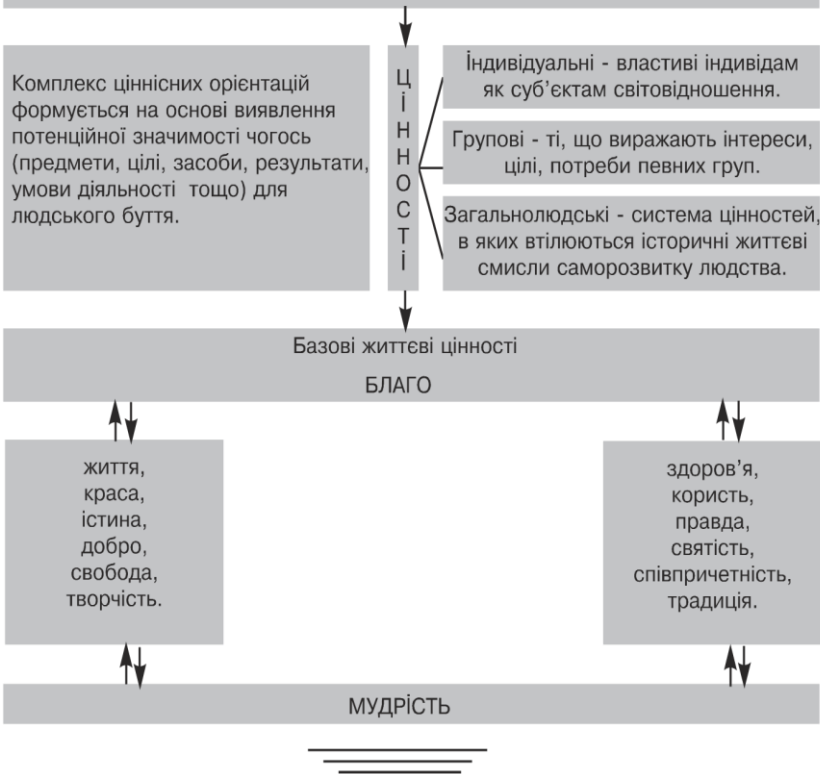 Комплекс ціннісних орієнтацій
формується на основі виявлення
потенційної значимості чогось
(предмети, цілі, засоби, результати,
умови діяльності тощо) для
людського буття.
ЦІННОСТІ
Індивідуальні - властиві індивідам
як суб’єктам світовідношення.
Групові - ті, що виражають інтереси,
цілі, потреби певних груп.
Загальнолюдські - система цінностей,
в яких втілюються історичні життєві
смисли саморозвитку людства.
Базові життєві цінності
БЛАГО
життя,
краса,
істина,
добро,
свобода,
творчість.
здоров’я,
користь,
правда,
святість,
співпричетність,
традиція.
МУДРІСТЬ